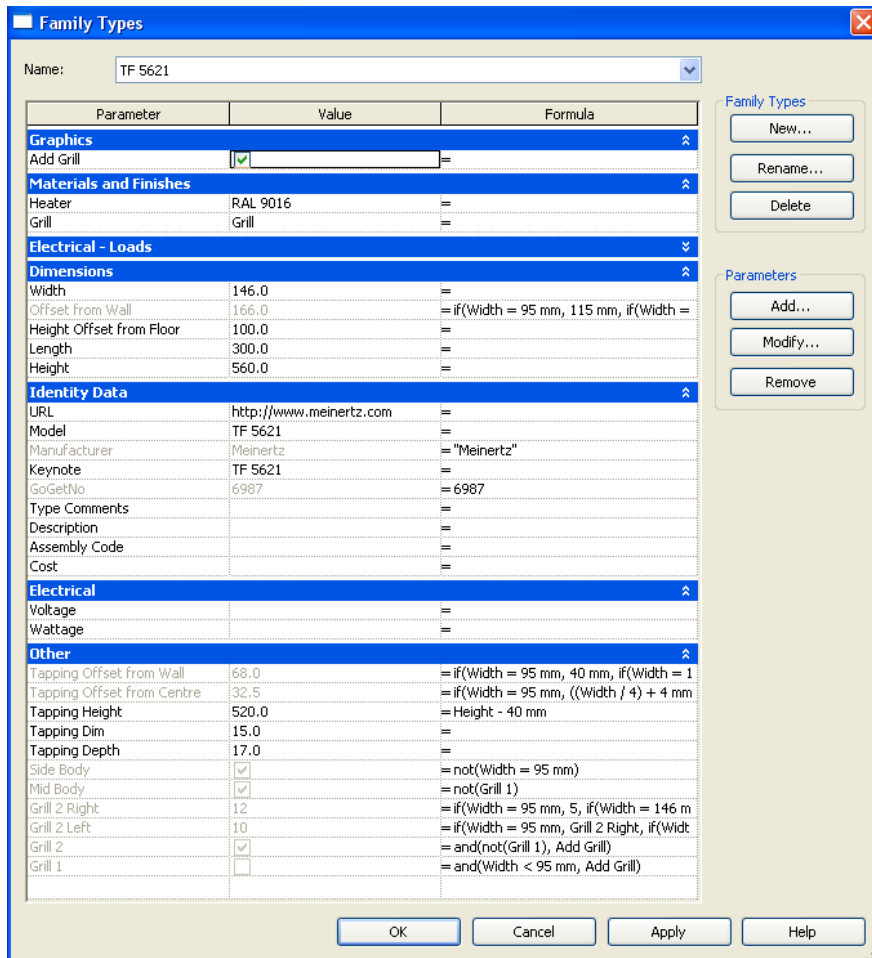 Family Types
Name: TF 5621
Parameter Value Formula
Graphics
Add Grill =
Materials and Finishes
Heater RAL 9016 =
Grill Grill =
Electrical - Loads
Dimensions
Width 146.0 =
Offset from Wall 166.0 = if(Width = 95 mm, 115 mm, if(Width =
Height Offset from Floor 100.0 =
Length 300.0 =
Height 560.0 =
Identity Data
URL http://www.meinertz.com =
Model TF 5621 =
Manufacturer Meinertz = "Meinertz"
Keynote TF 5621 =
GoGetNo 6987 = 6987
Type Comments =
Description =
Assembly Code =
Cost =
Electrical
Voltage =
Wattage =
Other
Tapping Offset from Wall 68.0 = if(Width = 95 mm, 40 mm, if(Width = 1
Tapping Offset from Centre 32.5 = if(Width = 95 mm, ((Width / 4) + 4 mm
Tapping Height 520.0 = Height - 40 mm
Tapping Dim 15.0 =
Tapping Depth 17.0 =
Side Body = not(Width = 95 mm)
Mid Body = not(Grill 1)
Grill 2 Right 12 = if(Width = 95 mm, 5, if(Width = 146 m
Grill 2 Left 10 = if(Width = 95 mm, Grill 2 Right, if(Widt
Grill 2 = and(not(Grill 1), Add Grill)
Grill 1 = and(Width < 95 mm, Add Grill)
Family Types
New...
Rename...
Delete
Parameters
Add...
Modify...
Remove
OK Cancel Apply Help